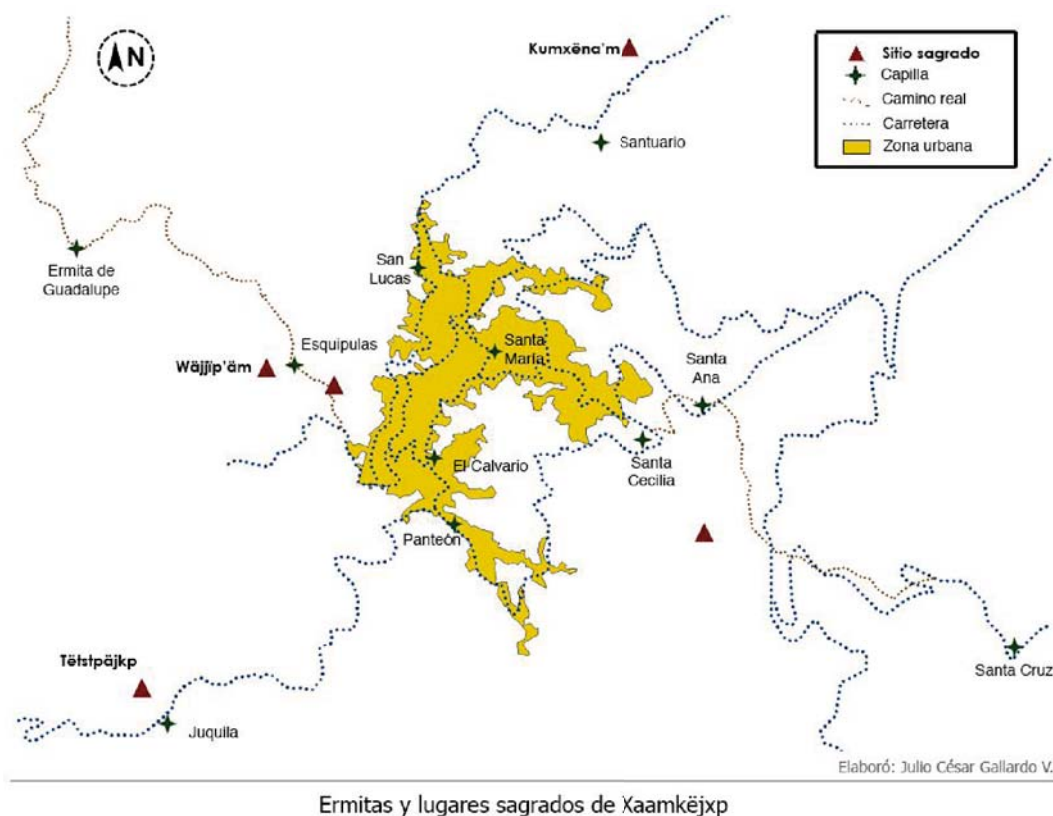 N
Kumxëna'm
Sitio sagrado
Capilla
Camino real
Carretera
Zona urbana
Santuario
Ermita de
Guadalupe
San
Lucas
Esquipulas
Wäjjïp'äm
Santa
María
Santa
Ana
Santa
Cecilia
El Calvario
Panteón
Tëtstpäjkp
Juquila
Santa Cruz
Elaboró: Julio César Gallardo V.
Ermitas y lugares sagrados de Xaamkëjxp